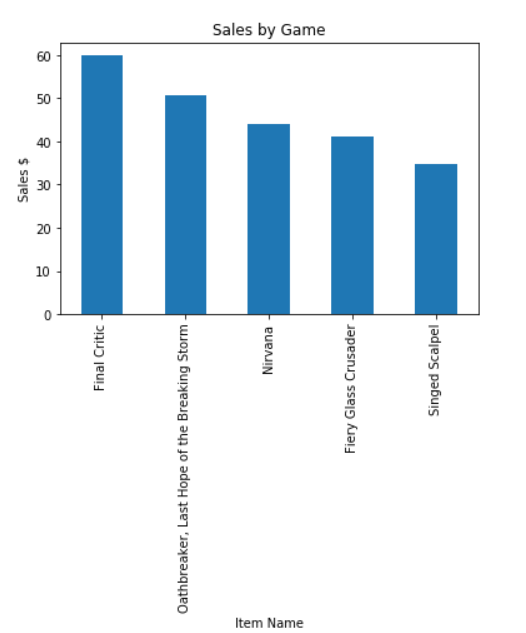 Sales by Game
Sales $
60
50
40
30
20
10
0
Final Critic
Oathbreaker, Last Hope of the Breaking Storm
Nirvana
Fiery Glass Crusader
Singed Scalpel
Item Name